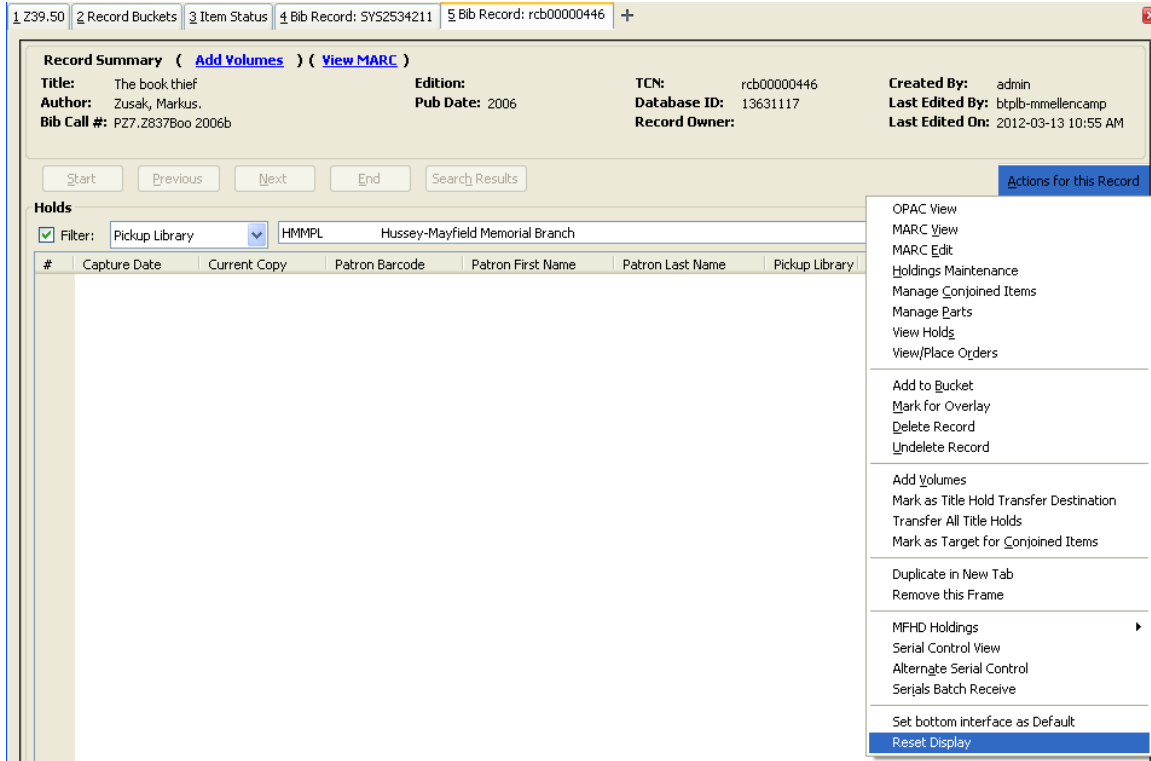 1 Z39.50 2 Record Buckets 3 Item Status 4 Bib Record: SYS2534211 5 Bib Record: rcb00000446 +
Record Summary ( Add Volumes ) ( View MARC )
Title: The book thief Edition: TCN: rcb00000446 Created By: admin
Author: Zusak, Markus. Pub Date: 2006 Database ID: 13631117 Last Edited By: btplb-mmellencamp
Bib Call #: PZ7.Z837Boo 2006b Record Owner: Last Edited On: 2012-03-13 10:55 AM
Start Previous Next End Search Results Actions for this Record
Holds
Filter: Pickup Library HMMPL Hussey-Mayfield Memorial Branch
# Capture Date Current Copy Patron Barcode Patron First Name Patron Last Name Pickup Library
OPAC View
MARC View
MARC Edit
Holdings Maintenance
Manage Conjoined Items
Manage Parts
View Holds
View/Place Orders
Add to Bucket
Mark for Overlay
Delete Record
Undelete Record
Add Volumes
Mark as Title Hold Transfer Destination
Transfer All Title Holds
Mark as Target for Conjoined Items
Duplicate in New Tab
Remove this Frame
MFHD Holdings
Serial Control View
Alternate Serial Control
Serials Batch Receive
Set bottom interface as Default
Reset Display